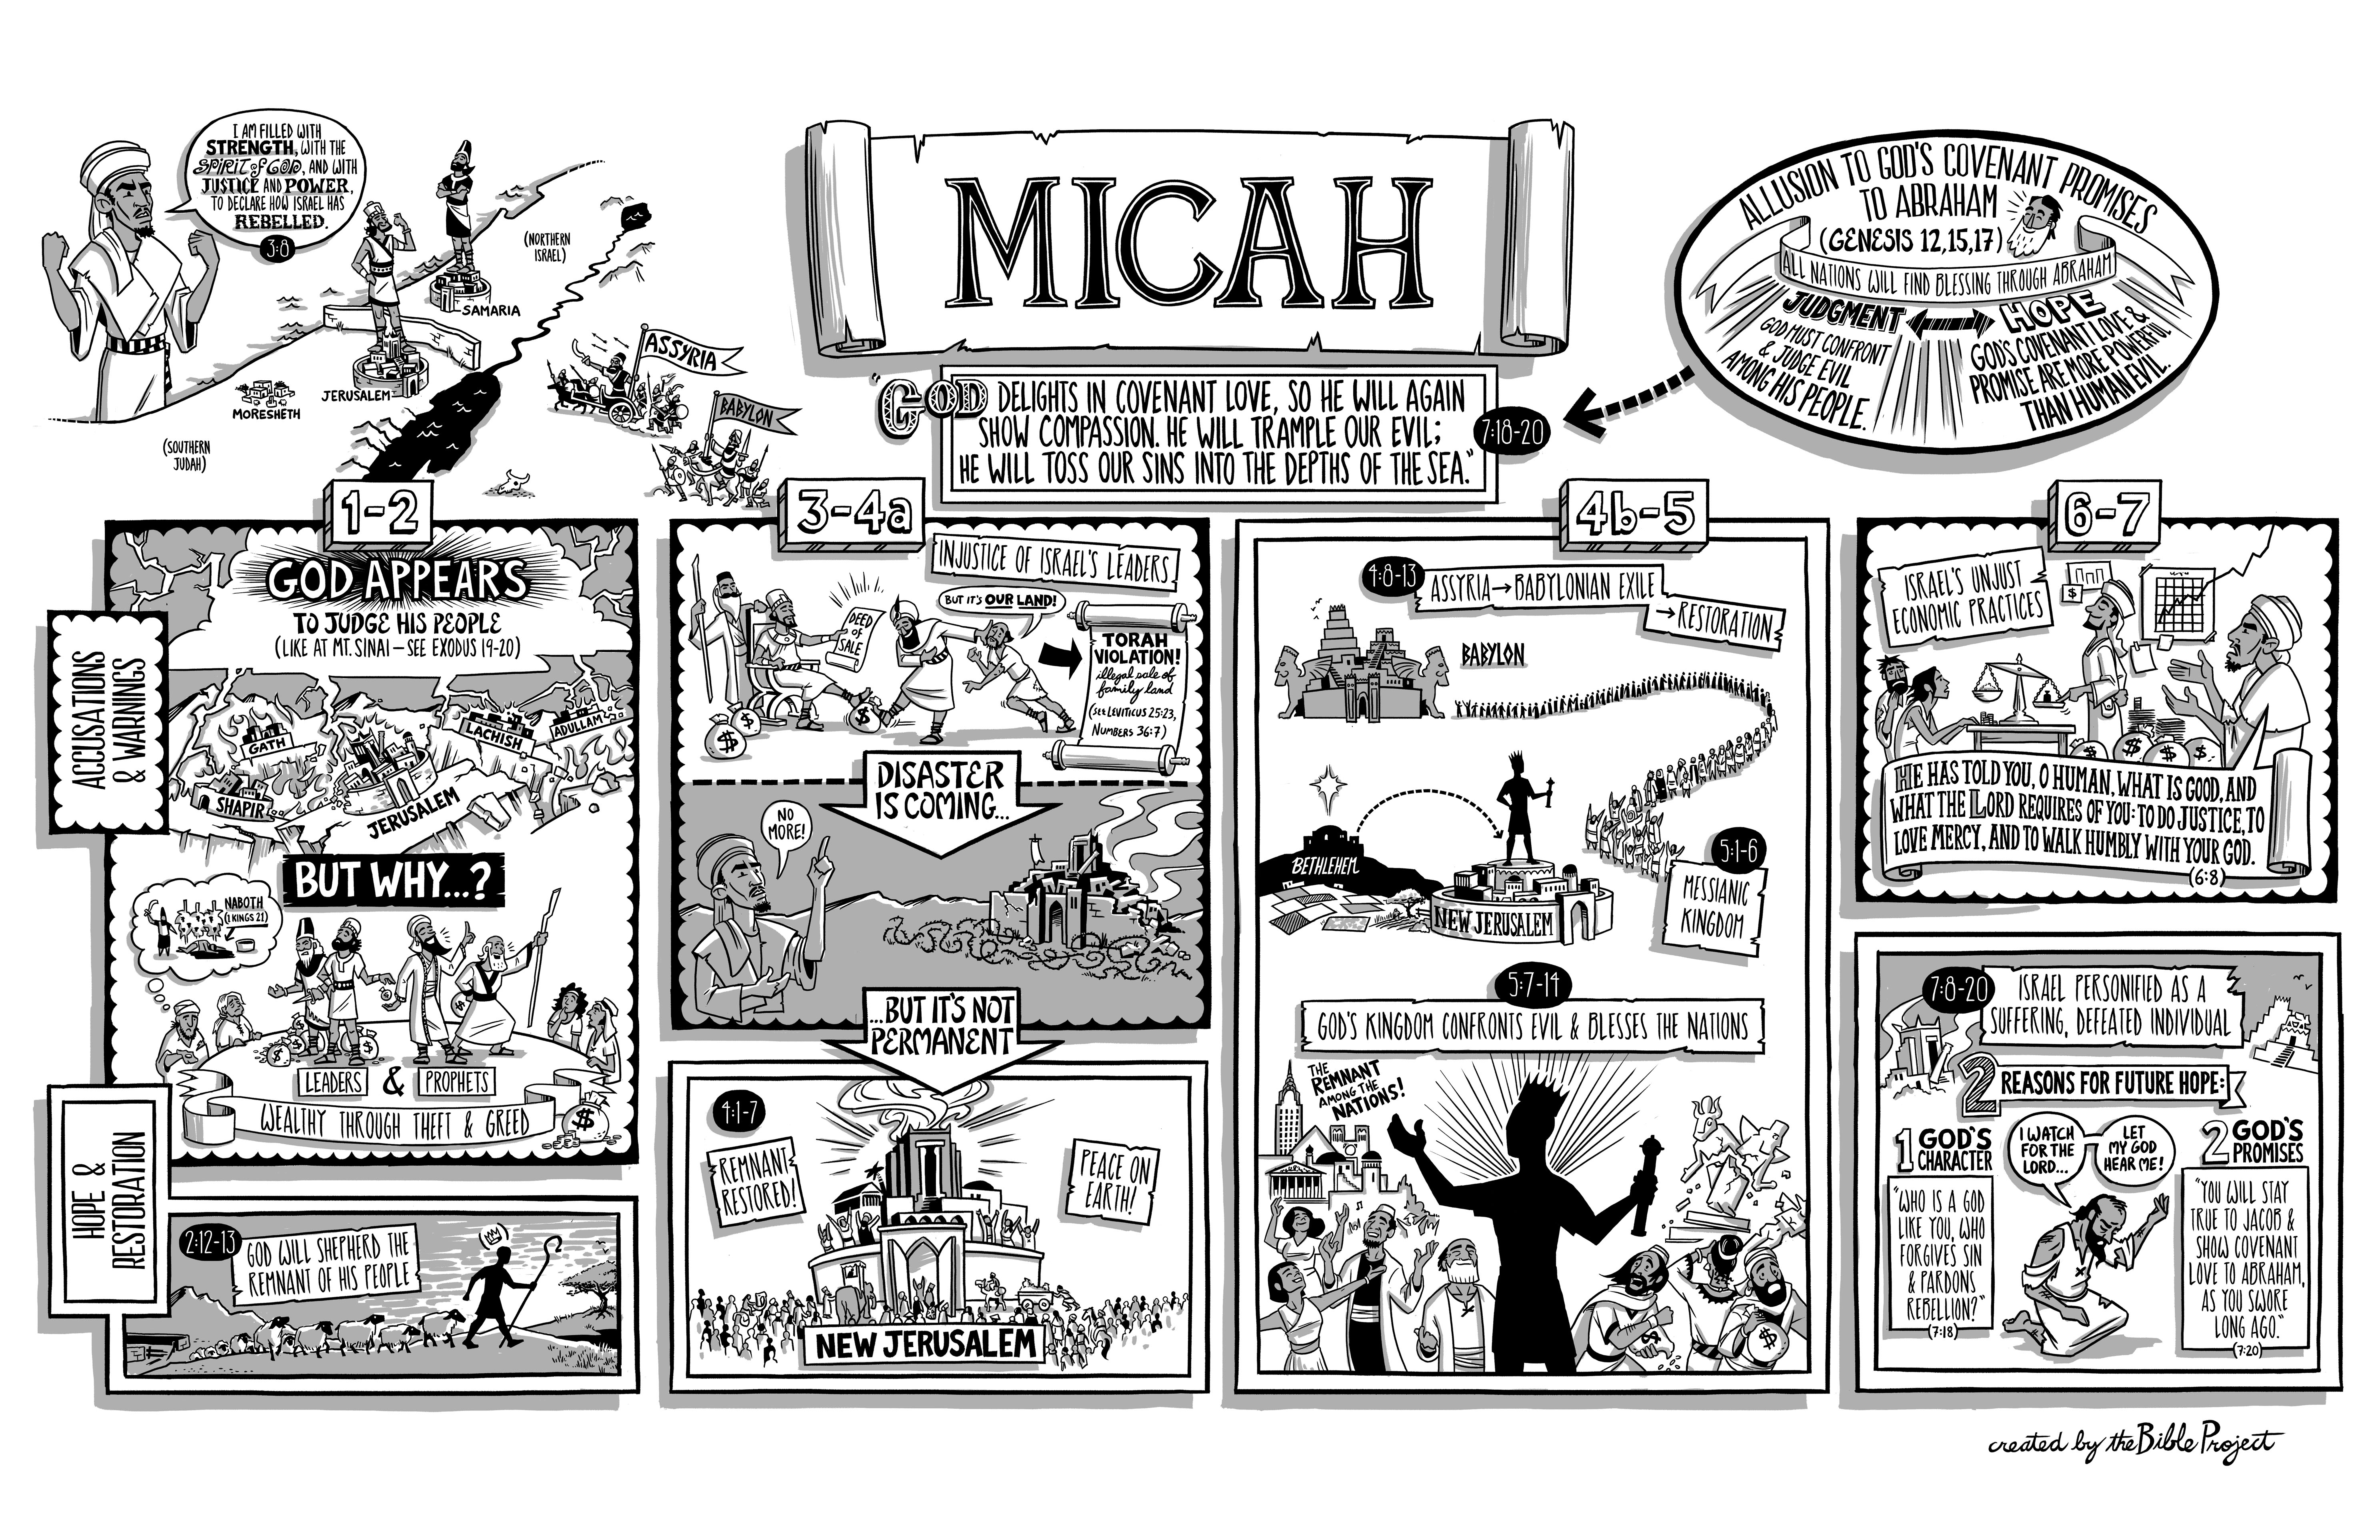 I AM FILLED WITH
STRENGTH, WITH THE
SPIRIT of GOD, AND WITH
JUSTICE AND POWER,
TO DECLARE HOW ISRAEL HAS
REBELLED.
3:8
(NORTHERN
ISRAEL)
SAMARIA
JERUSALEM
MORESHETH
(SOUTHERN
JUDAH)
ASSYRIA
BABYLON
MICAH
"GOD DELIGHTS IN COVENANT LOVE, SO HE WILL AGAIN
SHOW COMPASSION. HE WILL TRAMPLE OUR EVIL;
HE WILL TOSS OUR SINS INTO THE DEPTHS OF THE SEA."
7:18-20
ALLUSION TO GOD'S COVENANT PROMISES
TO ABRAHAM
(GENESIS 12,15,17)
ALL NATIONS WILL FIND BLESSING THROUGH ABRAHAM
JUDGMENT
GOD MUST CONFRONT
& JUDGE EVIL
AMONG HIS PEOPLE.
HOPE
GOD'S COVENANT LOVE &
PROMISE ARE MORE POWERFUL
THAN HUMAN EVIL.
ACCUSATIONS
& WARNINGS
HOPE &
RESTORATION
1-2
GOD APPEARS
TO JUDGE HIS PEOPLE
(LIKE AT MT. SINAI - SEE EXODUS 19-20)
GATH
LACHISH
ADULLAM
SHAPIR
JERUSALEM
BUT WHY...?
NABOTH
(1 KINGS 21)
$
LEADERS & PROPHETS
WEALTHY THROUGH THEFT & GREED
$
2:12-13
GOD WILL SHEPHERD THE
REMNANT OF HIS PEOPLE
3-4a
INJUSTICE OF ISRAEL'S LEADERS
DEED
of
SALE
BUT IT'S OUR LAND!
$
$
TORAH
VIOLATION!
illegal sale of
family land
(SEE LEVITICUS 25:23,
NUMBERS 36:7)
DISASTER
IS COMING...
NO
MORE!
...BUT IT'S NOT
PERMANENT
4:1-7
REMNANT
RESTORED!
PEACE ON
EARTH!
NEW JERUSALEM
4b-5
4:8-13
ASSYRIA→BABYLONIAN EXILE
→RESTORATION
BABYLON
BETHLEHEM
NEW JERUSALEM
5:1-6
MESSIANIC
KINGDOM
5:7-14
GOD'S KINGDOM CONFRONTS EVIL & BLESSES THE NATIONS
THE
REMNANT
AMONG THE
NATIONS!
$
$
6-7
ISRAEL'S UNJUST
ECONOMIC PRACTICES
$
$ $ $
HE HAS TOLD YOU, O HUMAN, WHAT IS GOOD, AND
WHAT THE LORD REQUIRES OF YOU: TO DO JUSTICE, TO
LOVE MERCY, AND TO WALK HUMBLY WITH YOUR GOD.
(6:8)
7:8-20
ISRAEL PERSONIFIED AS A
SUFFERING, DEFEATED INDIVIDUAL
2 REASONS FOR FUTURE HOPE:
1 GOD'S
CHARACTER
"WHO IS A GOD
LIKE YOU, WHO
FORGIVES SIN
& PARDONS
REBELLION?"
(7:18)
I WATCH
FOR THE
LORD...
LET
MY GOD
HEAR ME!
2 GOD'S
PROMISES
"YOU WILL STAY
TRUE TO JACOB &
SHOW COVENANT
LOVE TO ABRAHAM,
AS YOU SWORE
LONG AGO."
(7:20)
created by the Bible Project